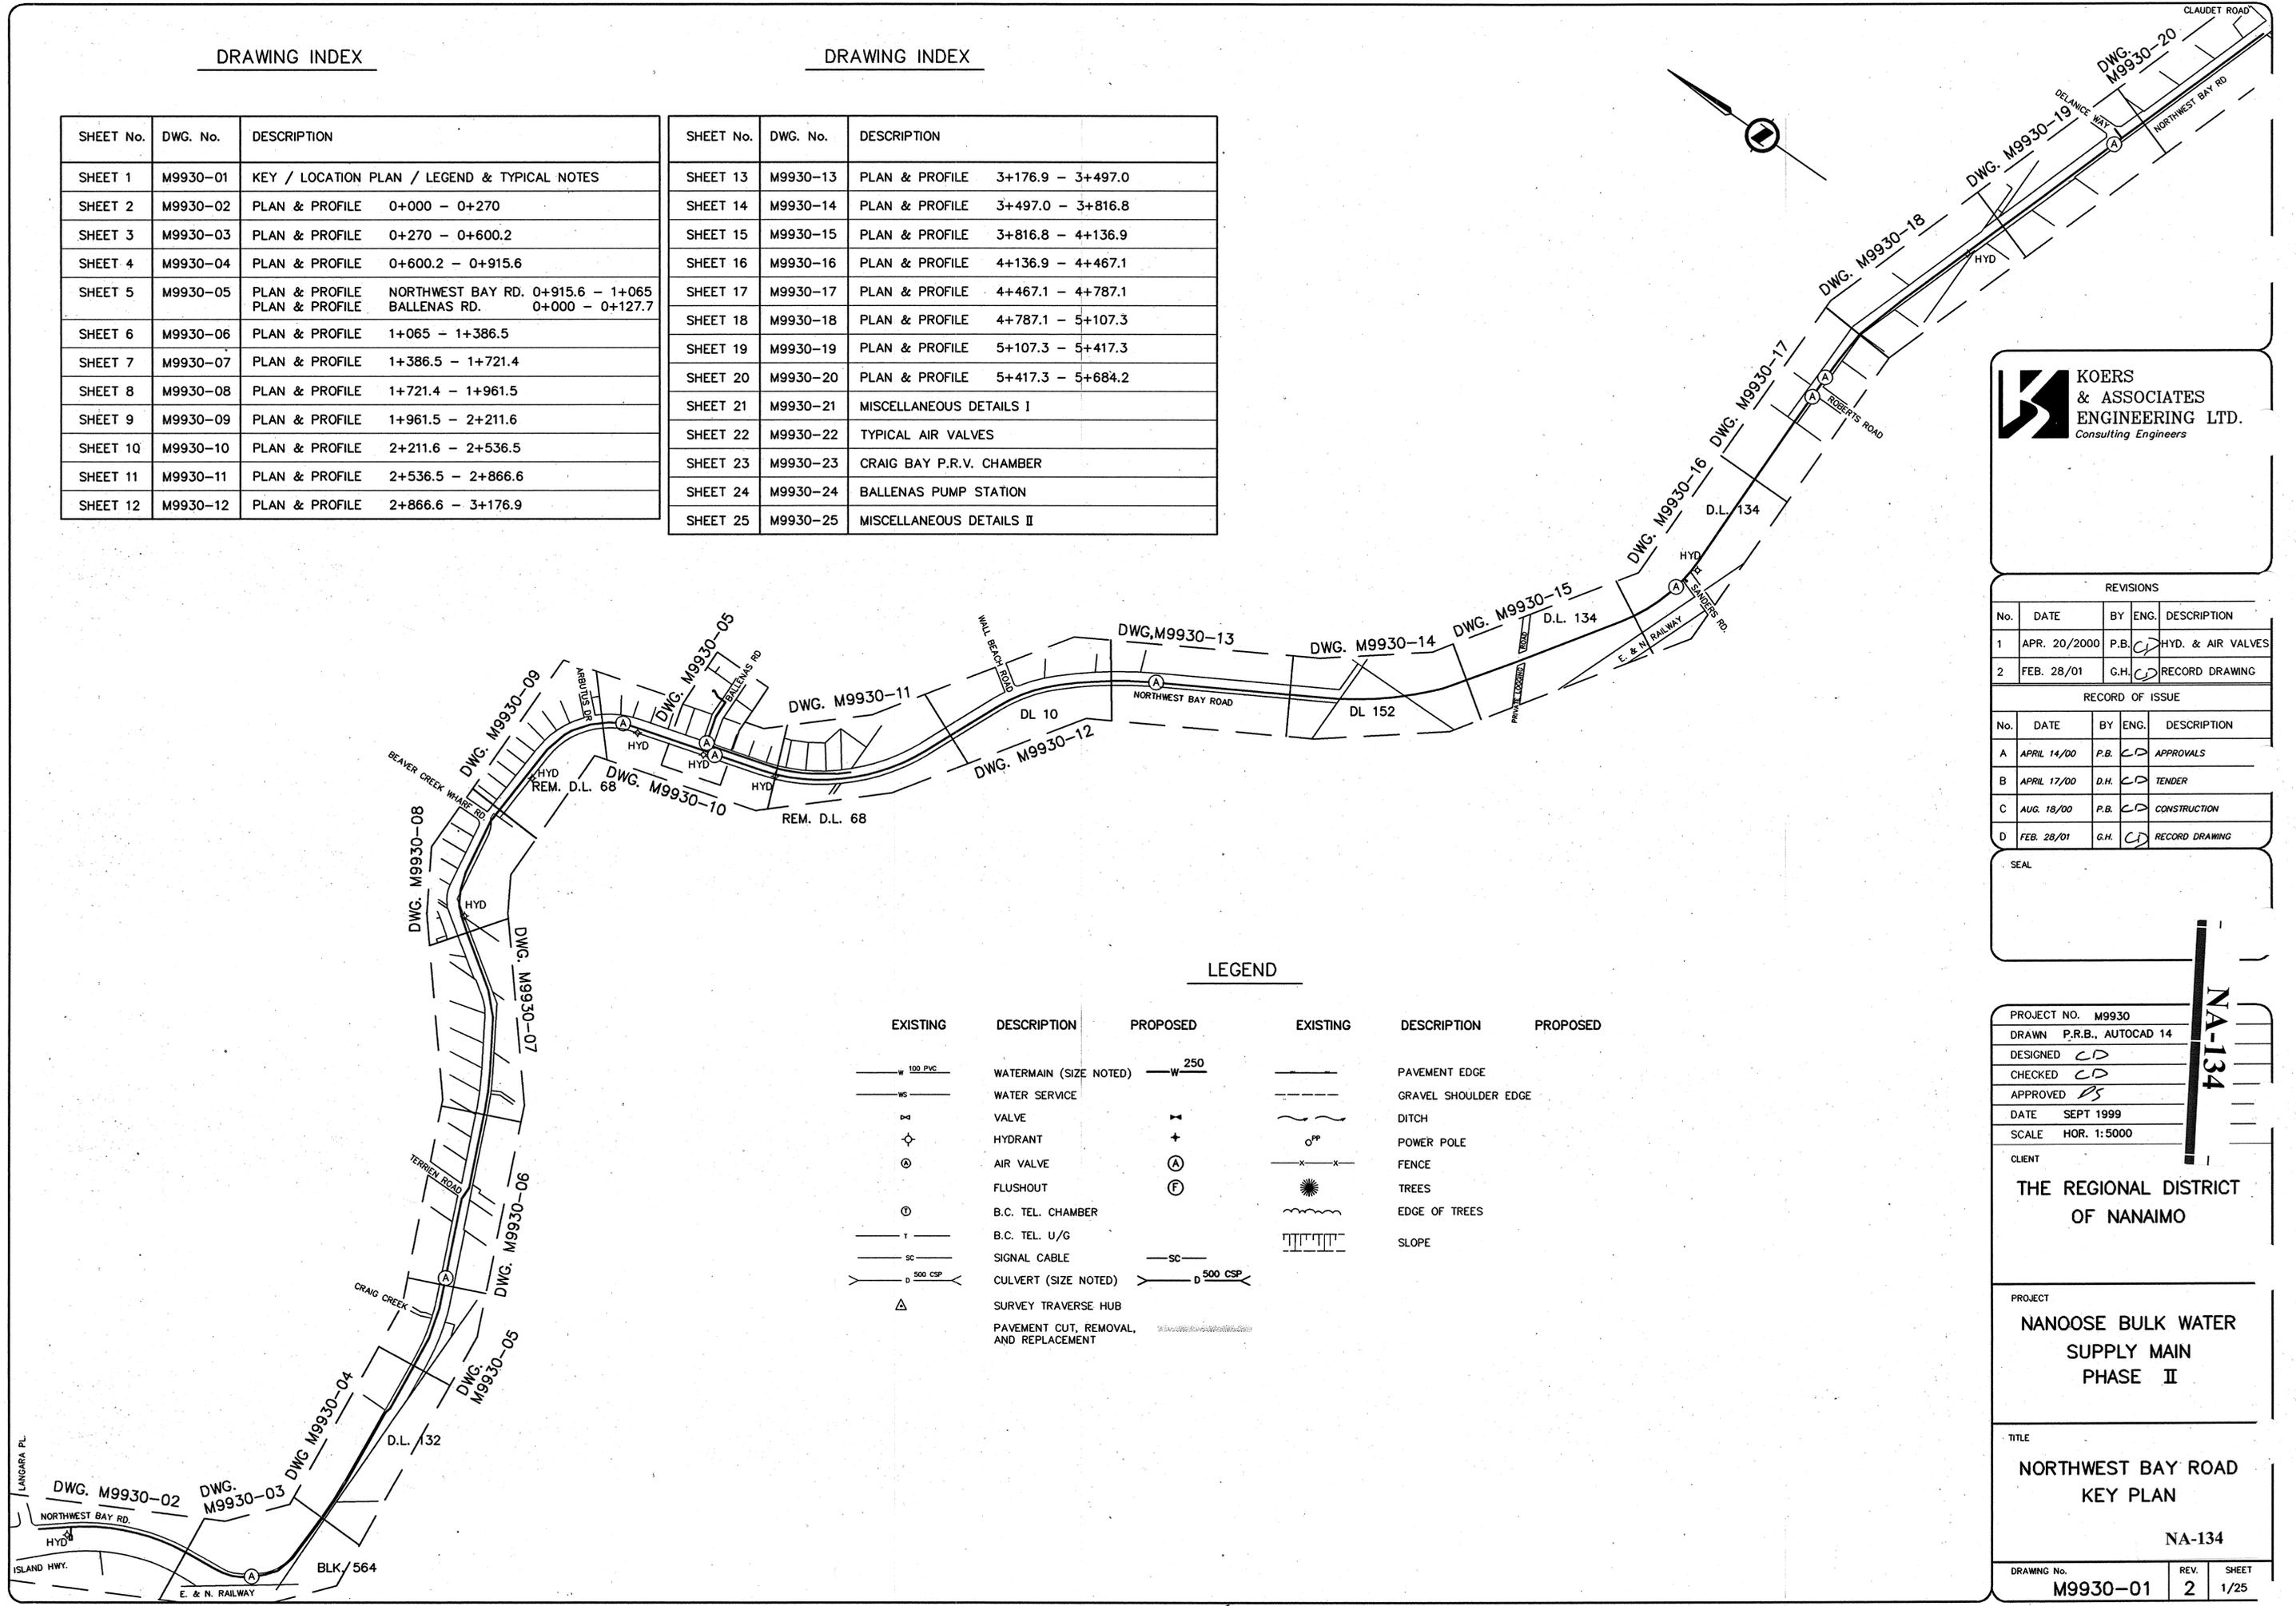 DRAWING INDEX
SHEET No. DWG. No. DESCRIPTION
SHEET 1 M9930-01 KEY / LOCATION PLAN / LEGEND & TYPICAL NOTES
SHEET 2 M9930-02 PLAN & PROFILE 0+000 - 0+270
SHEET 3 M9930-03 PLAN & PROFILE 0+270 - 0+600.2
SHEET 4 M9930-04 PLAN & PROFILE 0+600.2 - 0+915.6
SHEET 5 M9930-05 PLAN & PROFILE NORTHWEST BAY RD. 0+915.6 - 1+065
PLAN & PROFILE BALLENAS RD. 0+000 - 0+127.7
SHEET 6 M9930-06 PLAN & PROFILE 1+065 - 1+386.5
SHEET 7 M9930-07 PLAN & PROFILE 1+386.5 - 1+721.4
SHEET 8 M9930-08 PLAN & PROFILE 1+721.4 - 1+961.5
SHEET 9 M9930-09 PLAN & PROFILE 1+961.5 - 2+211.6
SHEET 10 M9930-10 PLAN & PROFILE 2+211.6 - 2+536.5
SHEET 11 M9930-11 PLAN & PROFILE 2+536.5 - 2+866.6
SHEET 12 M9930-12 PLAN & PROFILE 2+866.6 - 3+176.9
DRAWING INDEX
SHEET No. DWG. No. DESCRIPTION
SHEET 13 M9930-13 PLAN & PROFILE 3+176.9 - 3+497.0
SHEET 14 M9930-14 PLAN & PROFILE 3+497.0 - 3+816.8
SHEET 15 M9930-15 PLAN & PROFILE 3+816.8 - 4+136.9
SHEET 16 M9930-16 PLAN & PROFILE 4+136.9 - 4+467.1
SHEET 17 M9930-17 PLAN & PROFILE 4+467.1 - 4+787.1
SHEET 18 M9930-18 PLAN & PROFILE 4+787.1 - 5+107.3
SHEET 19 M9930-19 PLAN & PROFILE 5+107.3 - 5+417.3
SHEET 20 M9930-20 PLAN & PROFILE 5+417.3 - 5+684.2
SHEET 21 M9930-21 MISCELLANEOUS DETAILS I
SHEET 22 M9930-22 TYPICAL AIR VALVES
SHEET 23 M9930-23 CRAIG BAY P.R.V. CHAMBER
SHEET 24 M9930-24 BALLENAS PUMP STATION
SHEET 25 M9930-25 MISCELLANEOUS DETAILS II
CLAUDET ROAD
DWG.
M9930-20
NORTHWEST BAY RD
DELANICE WAY
A
DWG. M9930-19
HYD
DWG. M9930-18
DWG. M9930-17
A
A
ROBERTS ROAD
DWG. M9930-16
D.L. 134
HYD
A
SANDERS RD.
E. & N. RAILWAY
DWG. M9930-15
D.L. 134
PRIVATE LOGGING ROAD
DWG. M9930-14
DL 152
DWG. M9930-13
A
NORTHWEST BAY ROAD
WALL BEACH ROAD
DL 10
DWG. M9930-12
DWG. M9930-11
REM. D.L. 68
HYD
DWG. M9930-05
BALLENAS RD
A
A
HYD
DWG. M9930-10
A
HYD
ARBUTUS DR
DWG. M9930-09
HYD
REM. D.L. 68
BEAVER CREEK WHARF RD.
DWG. M9930-08
HYD
DWG. M9930-07
TERRIEN ROAD
DWG. M9930-06
A
CRAIG CREEK
DWG.
M9930-05
DWG M9930-04
D.L. 132
DWG.
M9930-03
DWG. M9930-02
LANGARA PL.
NORTHWEST BAY RD.
HYD
ISLAND HWY.
A
E. & N. RAILWAY
BLK. 564
LEGEND
EXISTING DESCRIPTION PROPOSED EXISTING DESCRIPTION PROPOSED
W 100 PVC WATERMAIN (SIZE NOTED) W 250 PAVEMENT EDGE
WS WATER SERVICE GRAVEL SHOULDER EDGE
VALVE DITCH
HYDRANT PP POWER POLE
A AIR VALVE A X X FENCE
FLUSHOUT F TREES
T B.C. TEL. CHAMBER EDGE OF TREES
T B.C. TEL. U/G
SLOPE
SC SIGNAL CABLE SC
D 500 CSP CULVERT (SIZE NOTED) D 500 CSP
SURVEY TRAVERSE HUB
PAVEMENT CUT, REMOVAL,
AND REPLACEMENT
KOERS
& ASSOCIATES
ENGINEERING LTD.
Consulting Engineers
REVISIONS
No. DATE BY ENG. DESCRIPTION
1 APR. 20/2000 P.B. CD HYD. & AIR VALVES
2 FEB. 28/01 G.H. CD RECORD DRAWING
RECORD OF ISSUE
No. DATE BY ENG. DESCRIPTION
A APRIL 14/00 P.B. CD APPROVALS
B APRIL 17/00 D.H. CD TENDER
C AUG. 18/00 P.B. CD CONSTRUCTION
D FEB. 28/01 G.H. CD RECORD DRAWING
SEAL
NA-134
PROJECT NO. M9930
DRAWN P.R.B., AUTOCAD 14
DESIGNED CD
CHECKED CD
APPROVED
DATE SEPT 1999
SCALE HOR. 1:5000
CLIENT
THE REGIONAL DISTRICT
OF NANAIMO
PROJECT
NANOOSE BULK WATER
SUPPLY MAIN
PHASE II
TITLE
NORTHWEST BAY ROAD
KEY PLAN
NA-134
DRAWING No. REV. SHEET
M9930-01 2 1/25